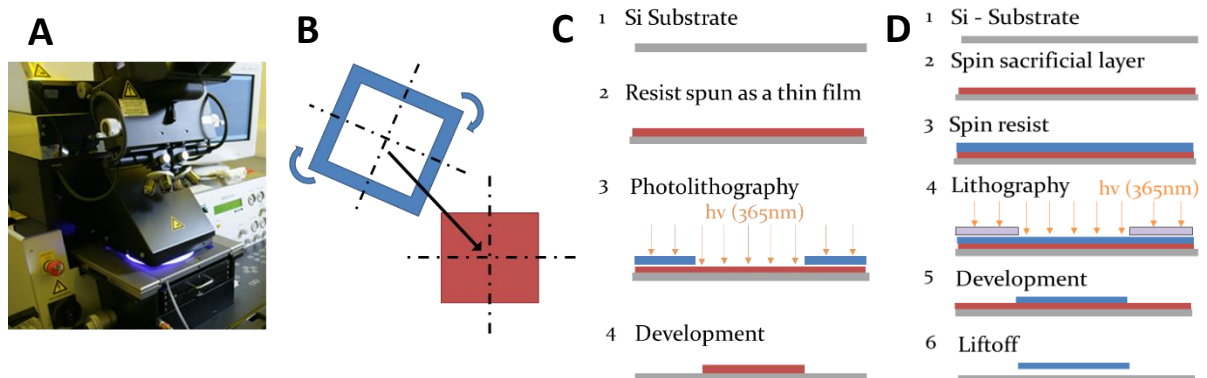 A
B
C
1 Si Substrate
2 Resist spun as a thin film
3 Photolithography
hν (365nm)
4 Development
D
1 Si - Substrate
2 Spin sacrificial layer
3 Spin resist
4 Lithography hν (365nm)
5 Development
6 Liftoff